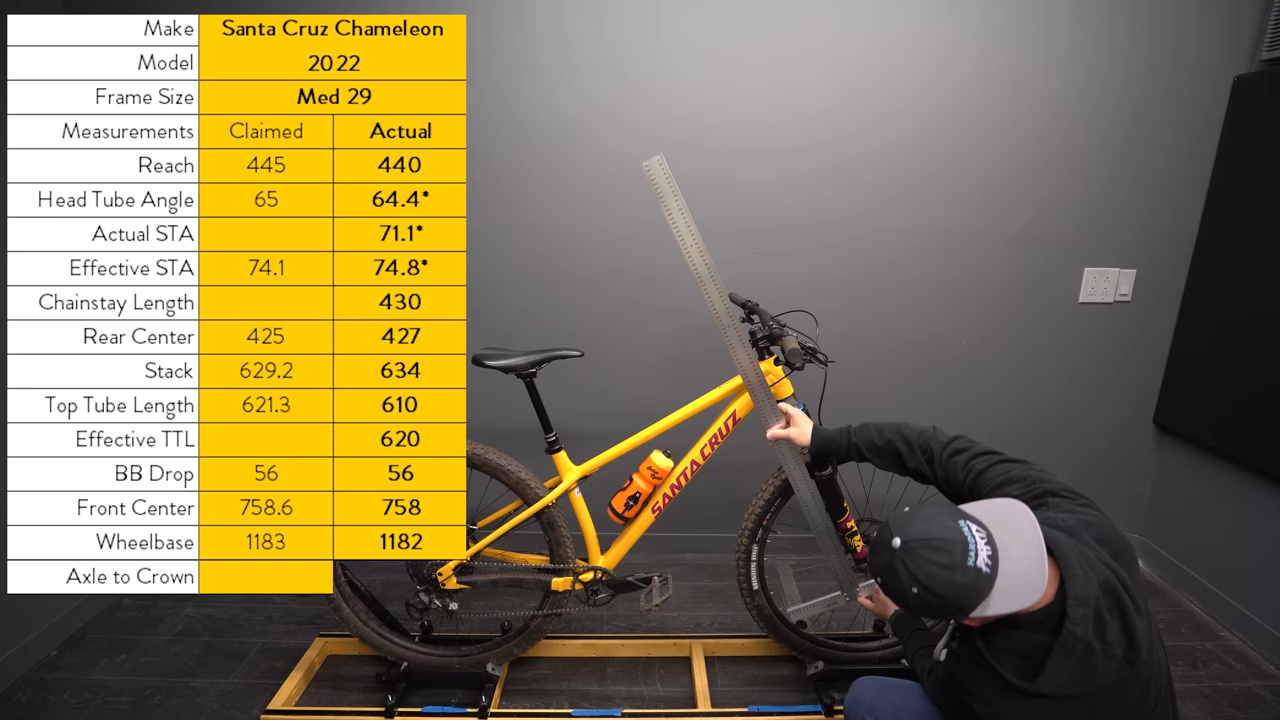 Make Santa Cruz Chameleon
Model 2022
Frame Size Med 29
Measurements Claimed Actual
Reach 445 440
Head Tube Angle 65 64.4*
Actual STA 71.1*
Effective STA 74.1 74.8*
Chainstay Length 430
Rear Center 425 427
Stack 629.2 634
Top Tube Length 621.3 610
Effective TTL 620
BB Drop 56 56
Front Center 758.6 758
Wheelbase 1183 1182
Axle to Crown
SANTA CRUZ
HARDTAIL
PARTY